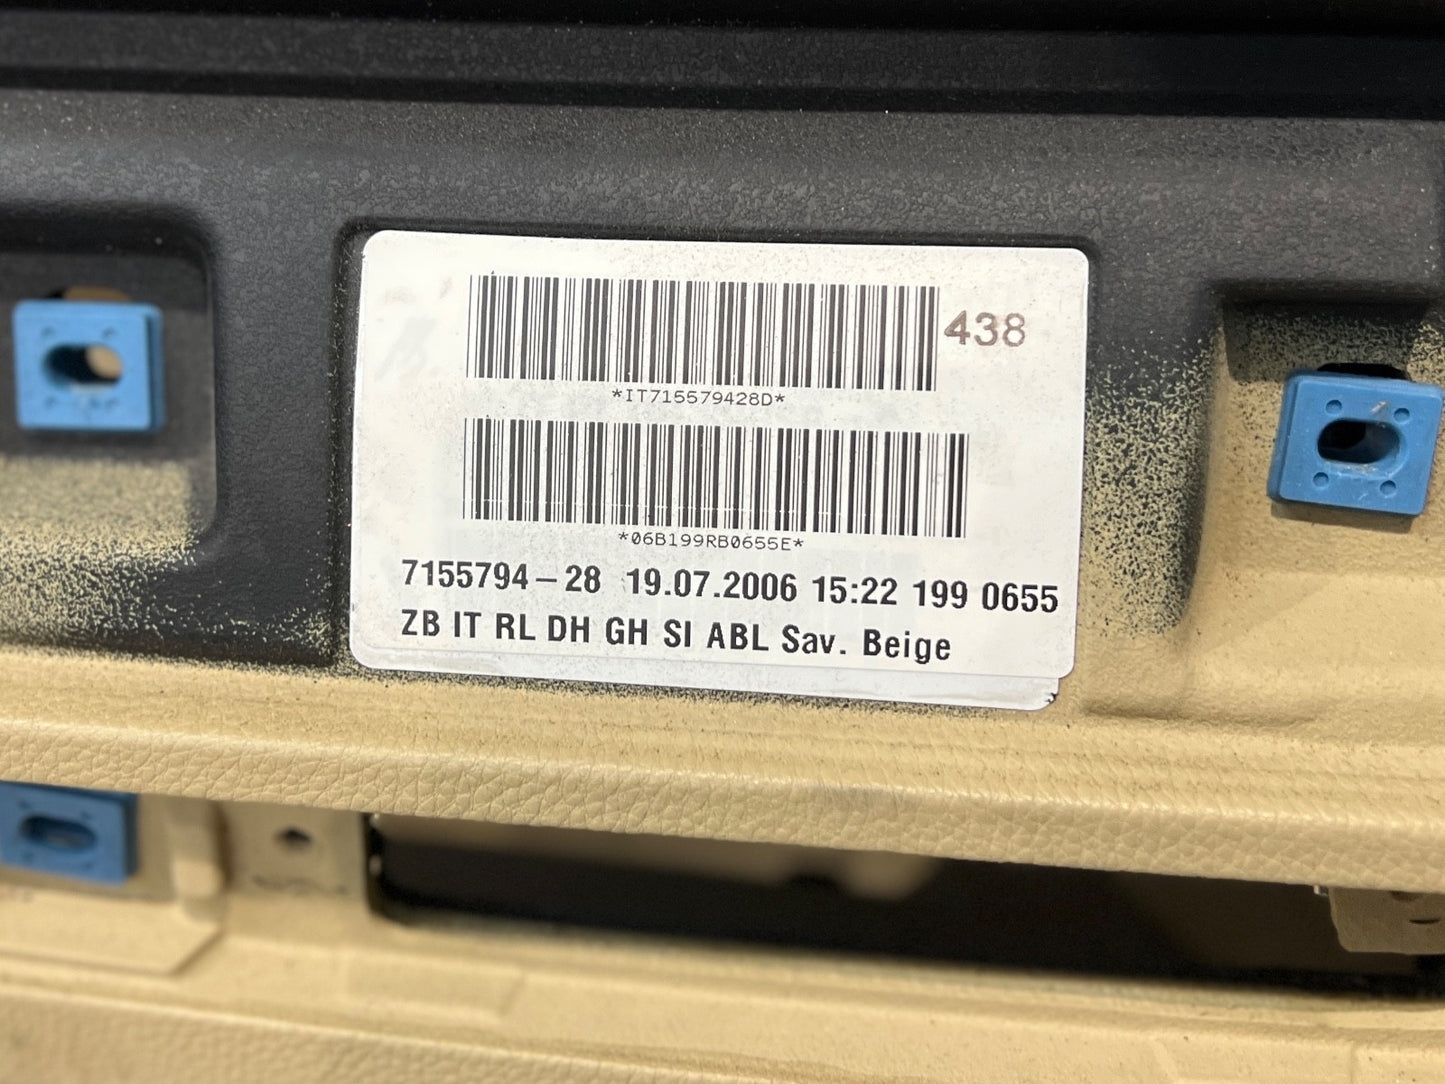 438
*IT715579428D*
*06B199RB0655E*
7155794-28 19.07.2006 15:22 199 0655
ZB IT RL DH GH SI ABL Sav. Beige